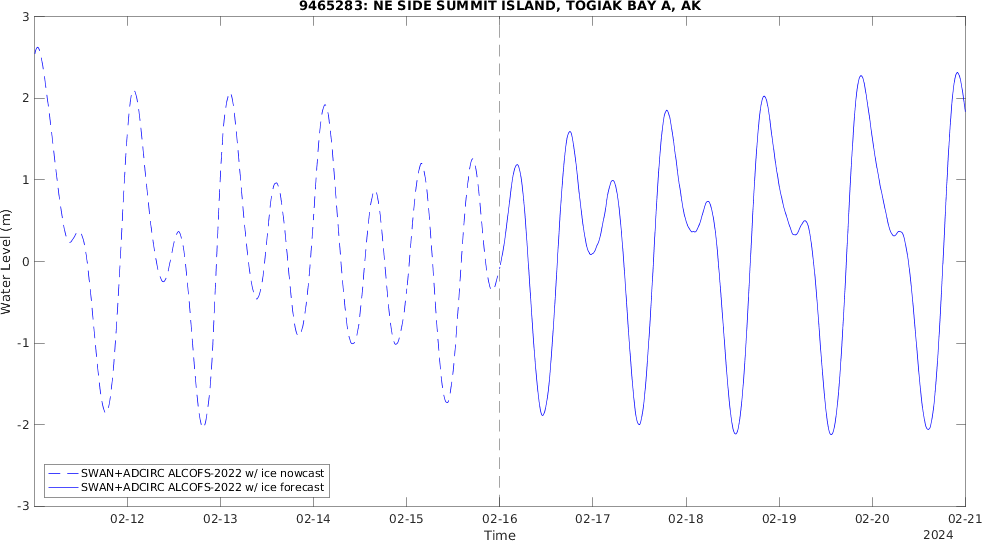 9465283: NE SIDE SUMMIT ISLAND, TOGIAK BAY A, AK
3
2
1
0
-1
-2
-3
Water Level (m)
SWAN+ADCIRC ALCOFS-2022 w/ ice nowcast
SWAN+ADCIRC ALCOFS-2022 w/ ice forecast
02-12 02-13 02-14 02-15 02-16 02-17 02-18 02-19 02-20 02-21
Time
2024